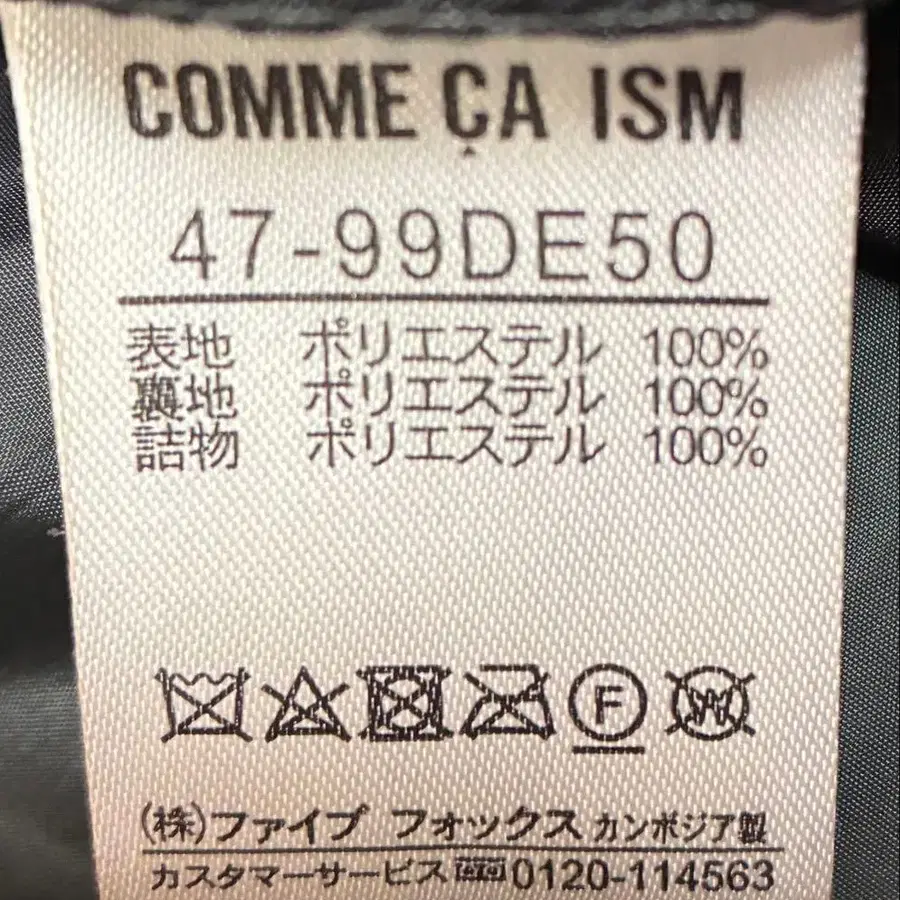 COMME ÇA ISM
47-99DE50
表地 ポリエステル 100%
裏地 ポリエステル 100%
詰物 ポリエステル 100%
F W
(株)ファイブ フォックス カンボジア製
カスタマーサービス 0120-114563